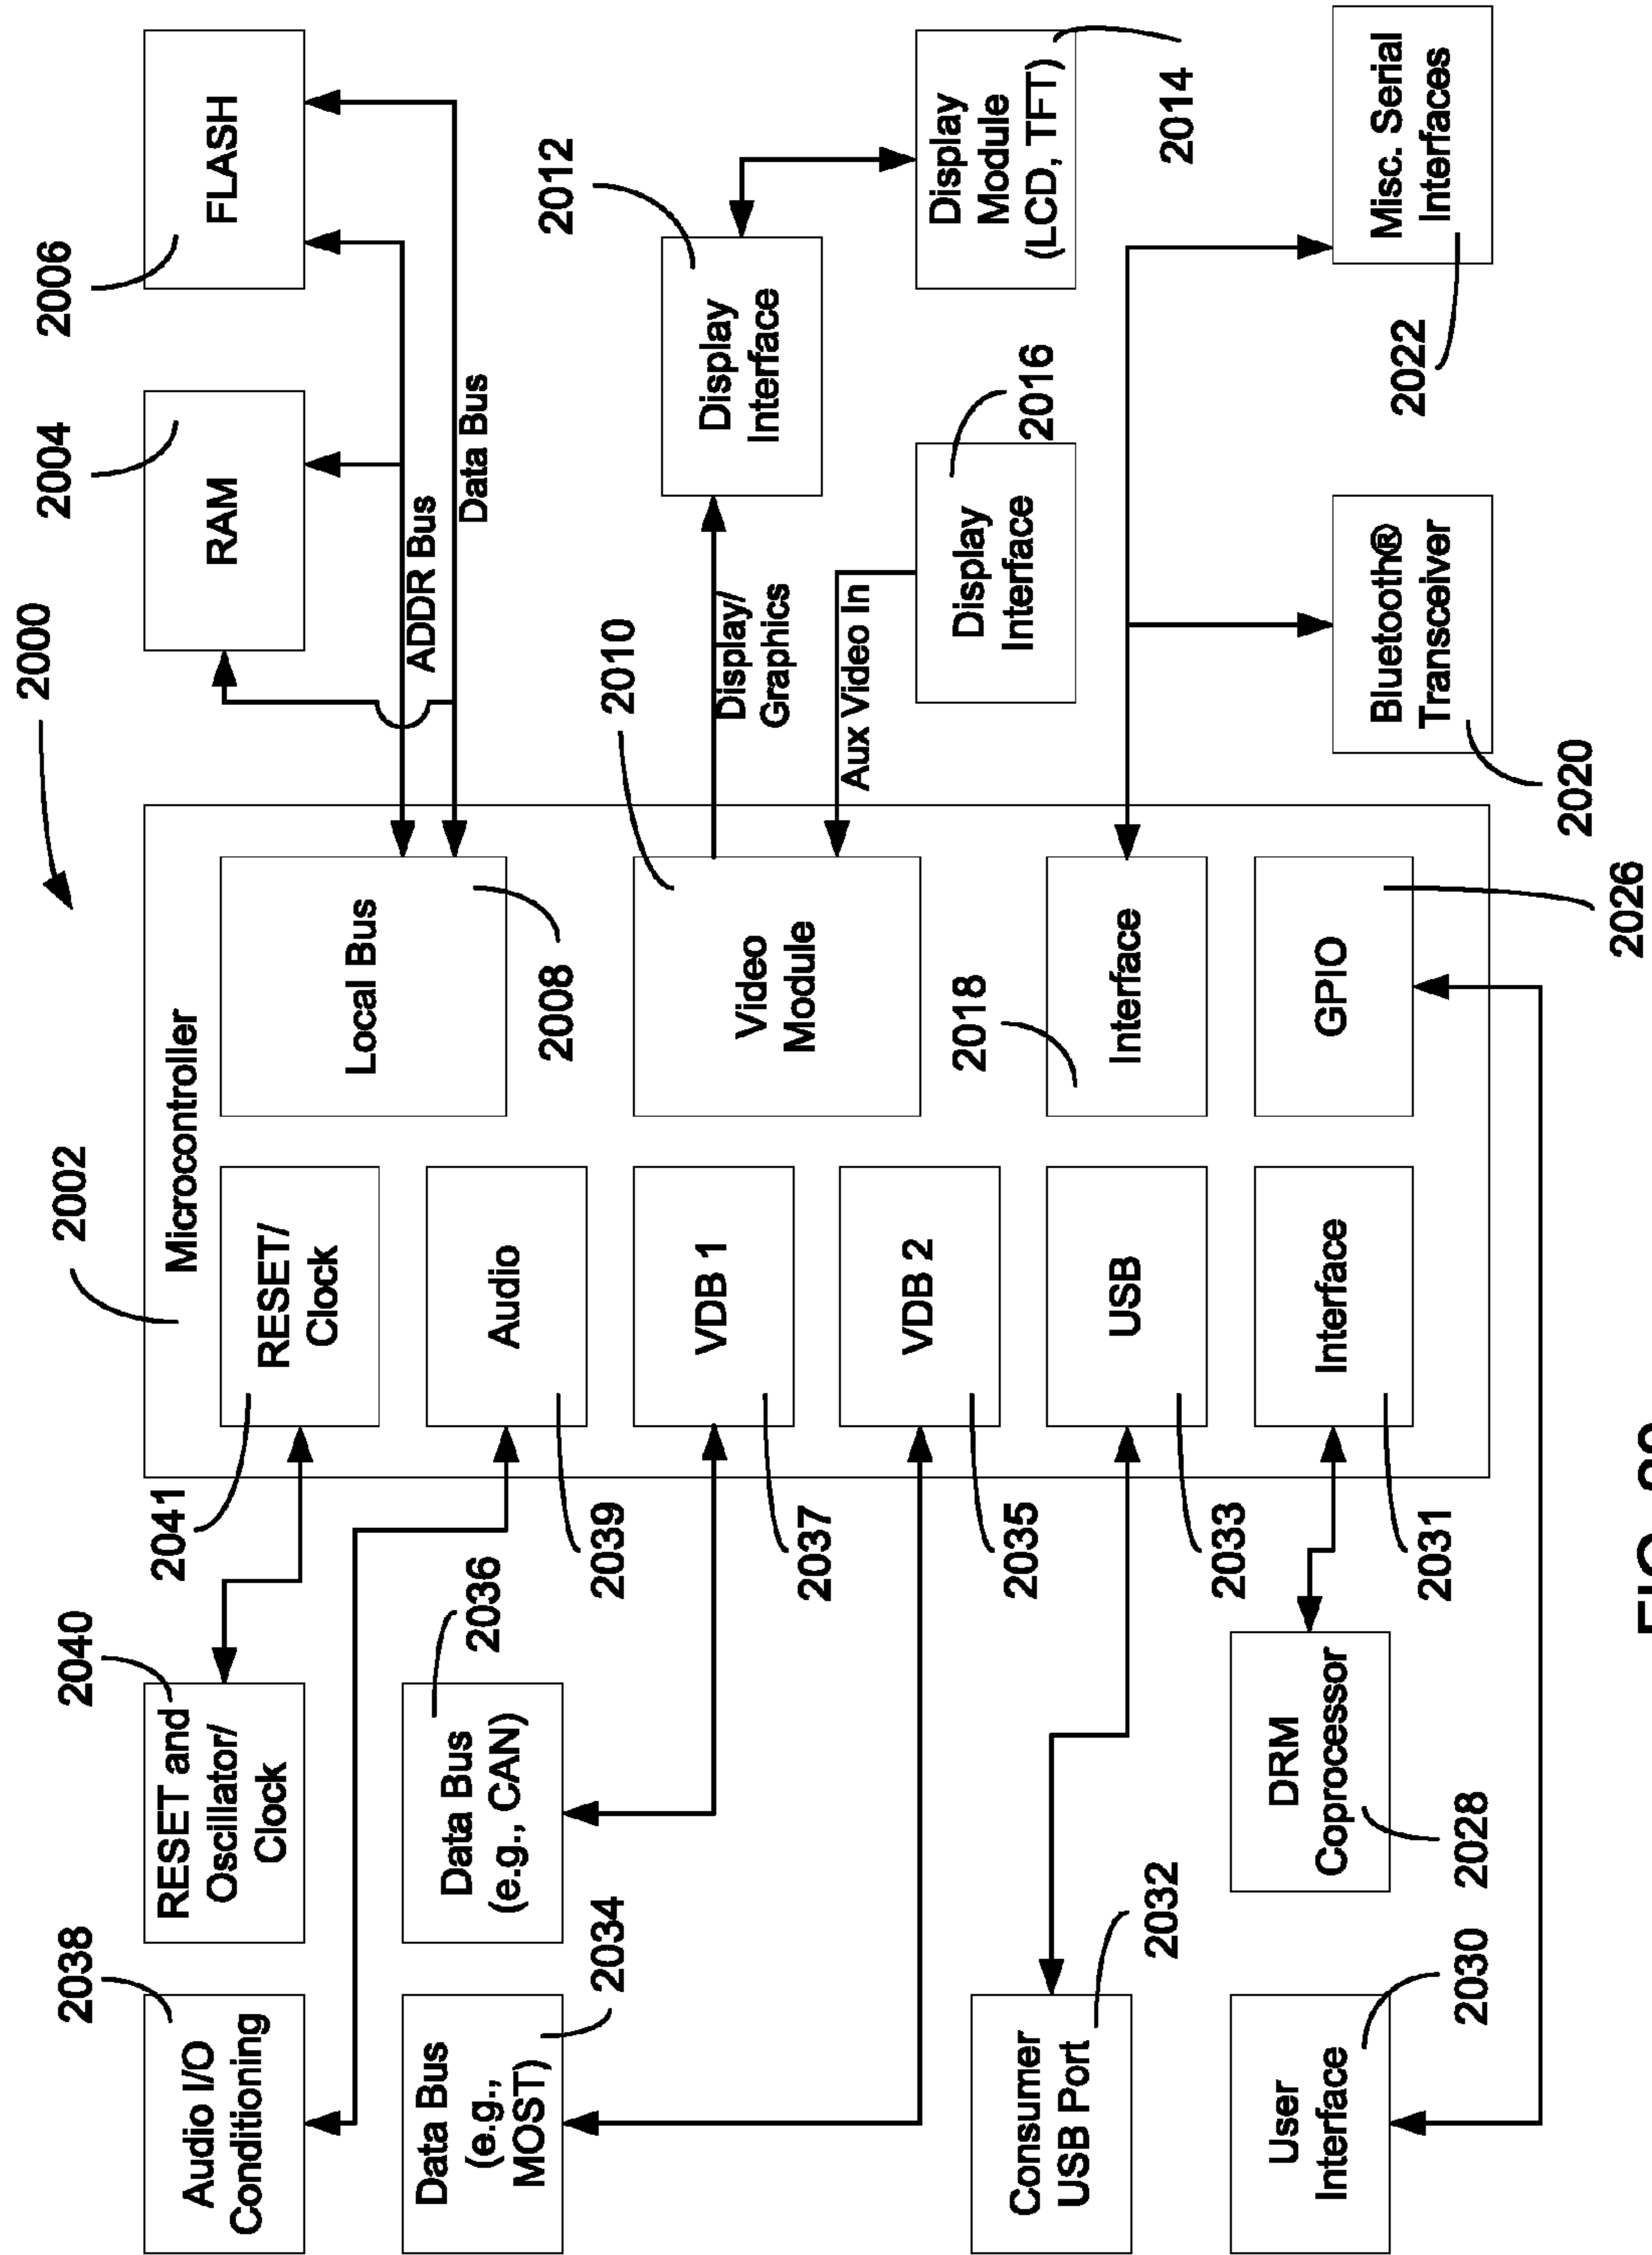 2000
2038
Audio I/O
Conditioning
2040
RESET and
Oscillator/
Clock
2041
2002
Microcontroller
RESET/
Clock
Local Bus
2008
2004
RAM
2006
FLASH
ADDR Bus
Data Bus
2034
Data Bus
(e.g.,
MOST)
2036
Data Bus
(e.g., CAN)
2039
Audio
2037
VDB 1
2035
VDB 2
Video
Module
2010
Display/
Graphics
Aux Video In
2012
Display
Interface
2016
Display
Interface
Display
Module
(LCD, TFT)
2014
Consumer
USB Port
2032
2033
USB
2018
Interface
2030
User
Interface
DRM
Coprocessor
2028
2031
Interface
GPIO
2026
Bluetooth®
Transceiver
2020
Misc. Serial
Interfaces
2022